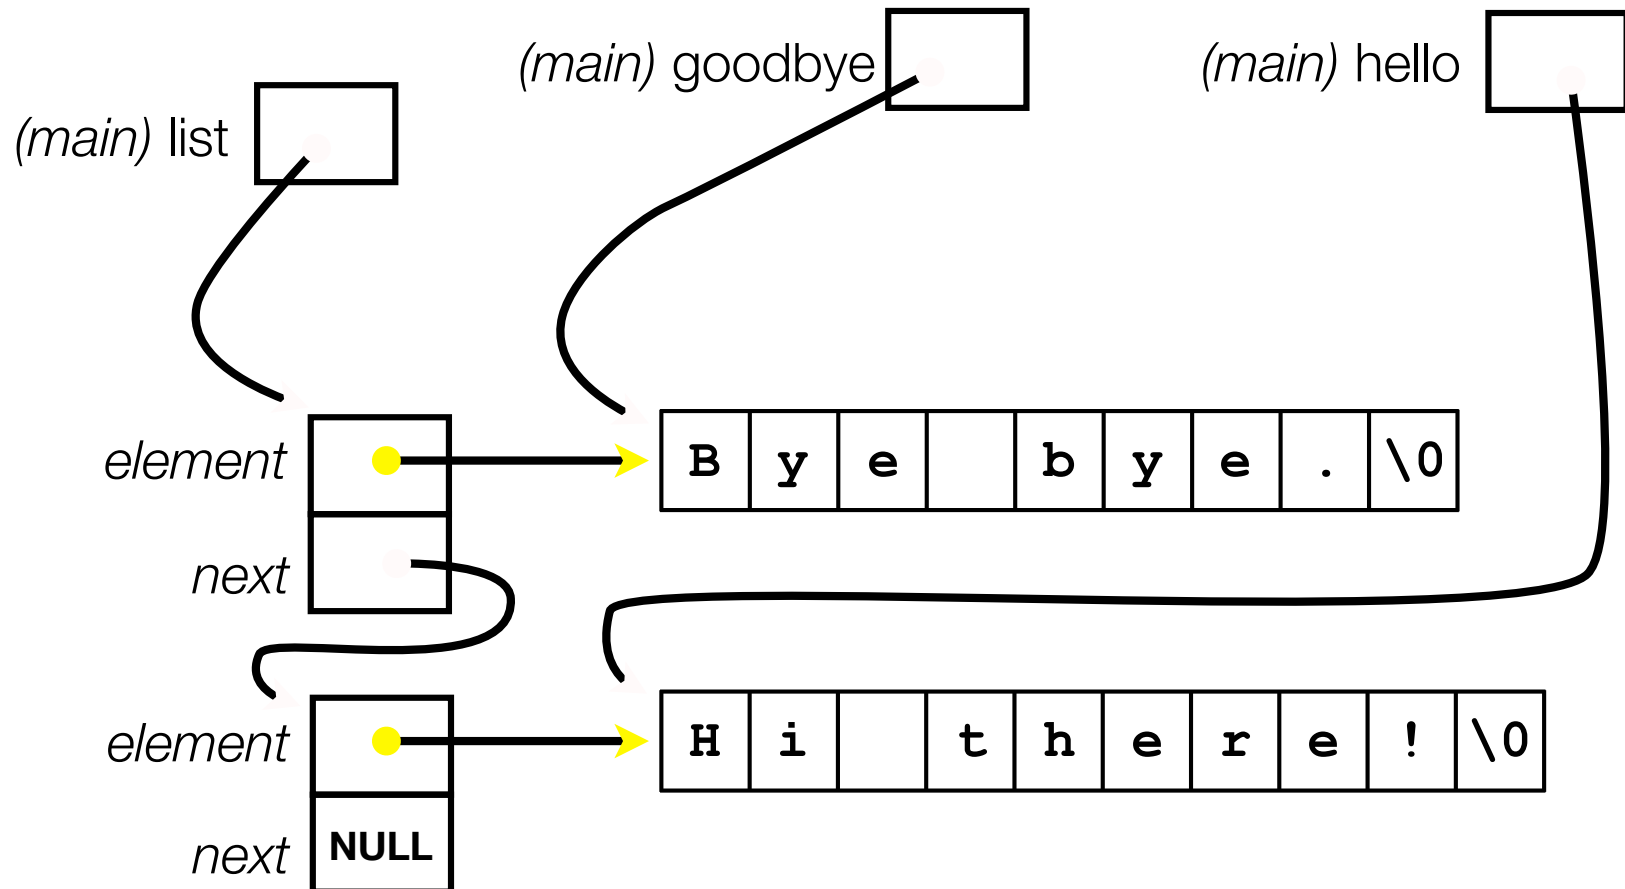 (main) goodbye
(main) hello
(main) list
element
B y e b y e . \0
next
element
H i t h e r e ! \0
next NULL